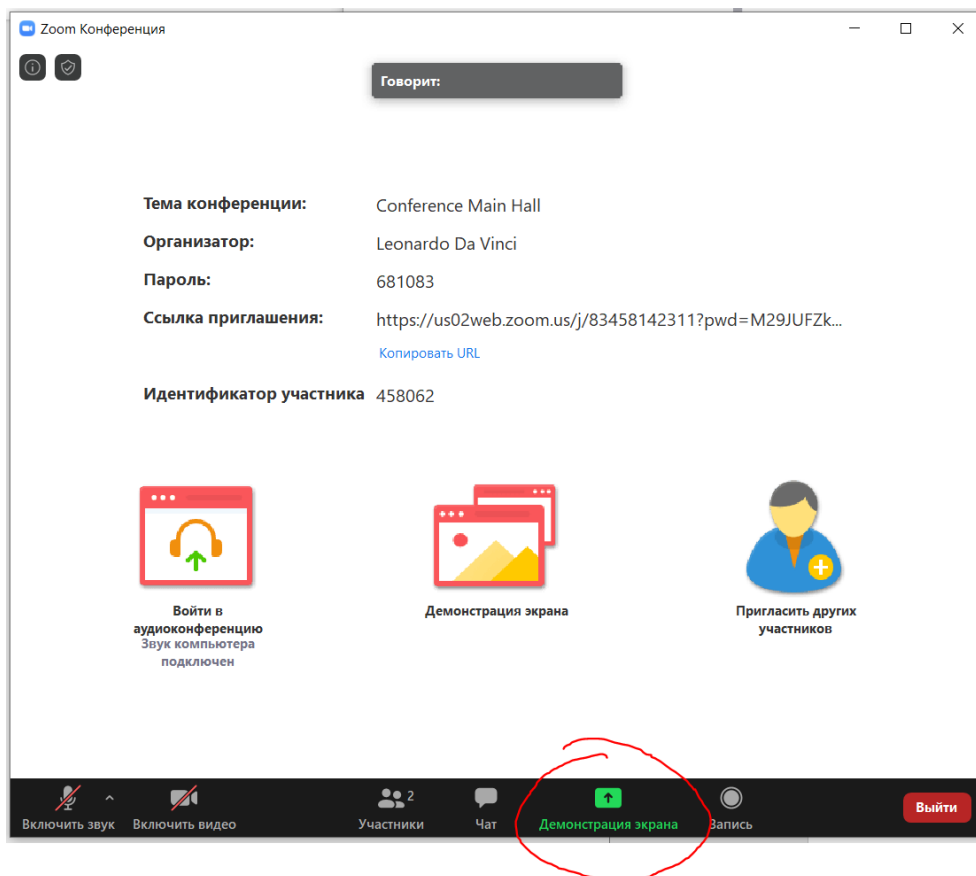 Zoom Конференция
Говорит:
Тема конференции: Conference Main Hall
Организатор: Leonardo Da Vinci
Пароль: 681083
Ссылка приглашения: https://us02web.zoom.us/j/83458142311?pwd=M29JUFZk...
Копировать URL
Идентификатор участника 458062
Войти в
аудиоконференцию
Звук компьютера
подключен
Демонстрация экрана
Пригласить других
участников
Включить звук Включить видео Участники 2 Чат Демонстрация экрана Запись Выйти